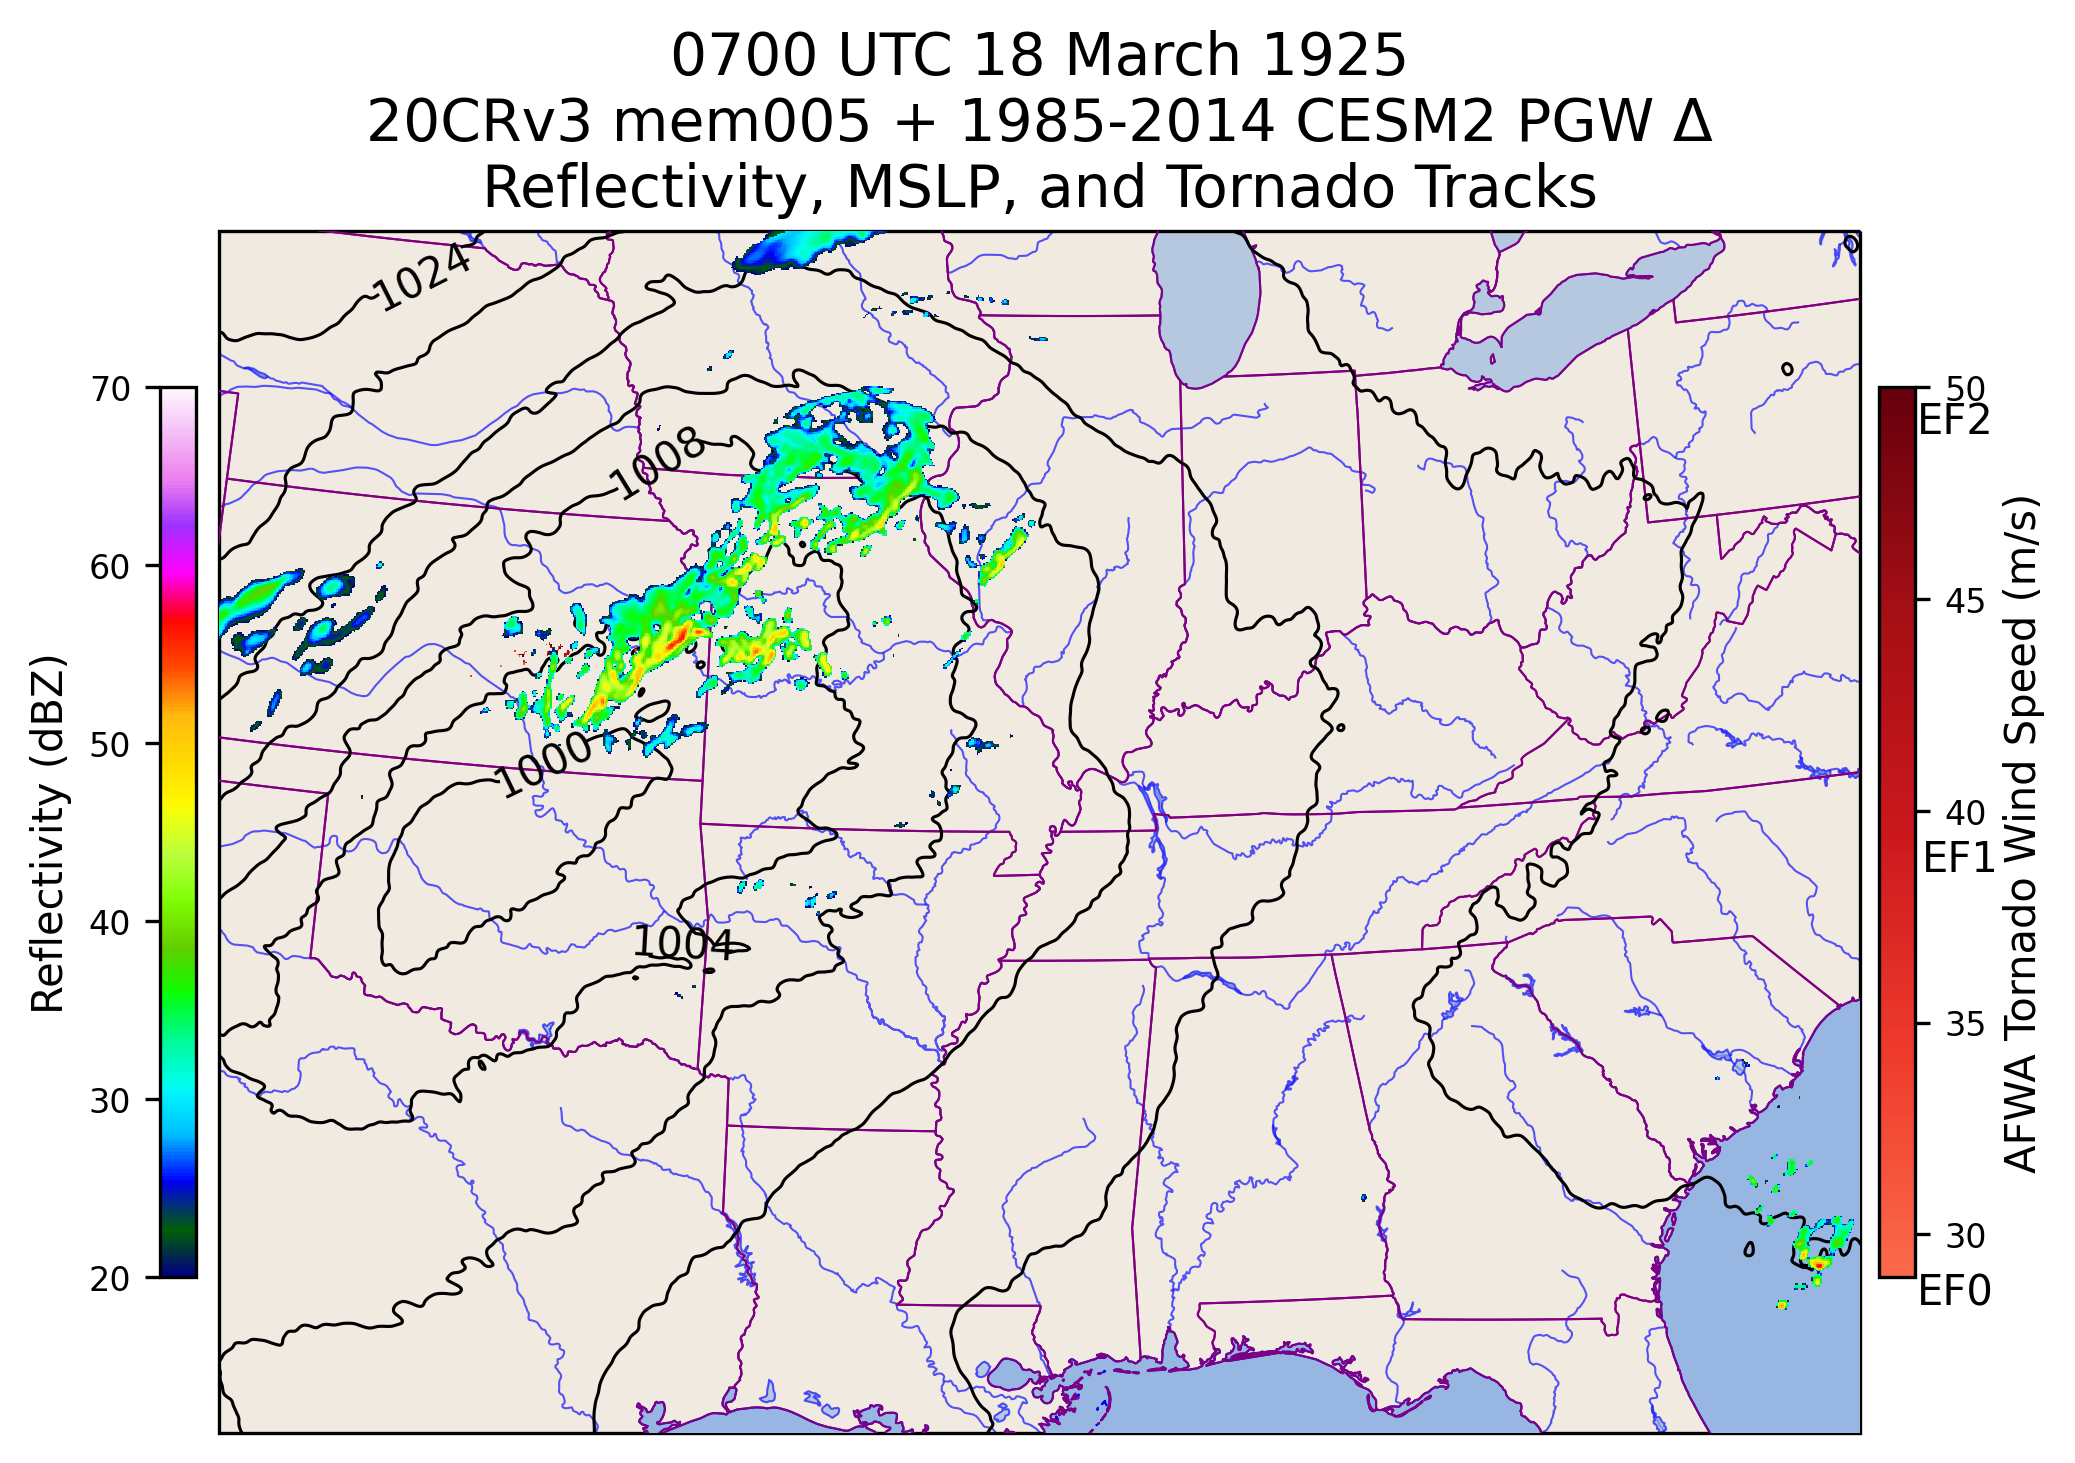 0700 UTC 18 March 1925
20CRv3 mem005 + 1985-2014 CESM2 PGW Δ
Reflectivity, MSLP, and Tornado Tracks
Reflectivity (dBZ)
70
60
50
40
30
20
1024
1008
1000
1004
50
EF2
45
40
EF1
35
30
EF0
AFWA Tornado Wind Speed (m/s)